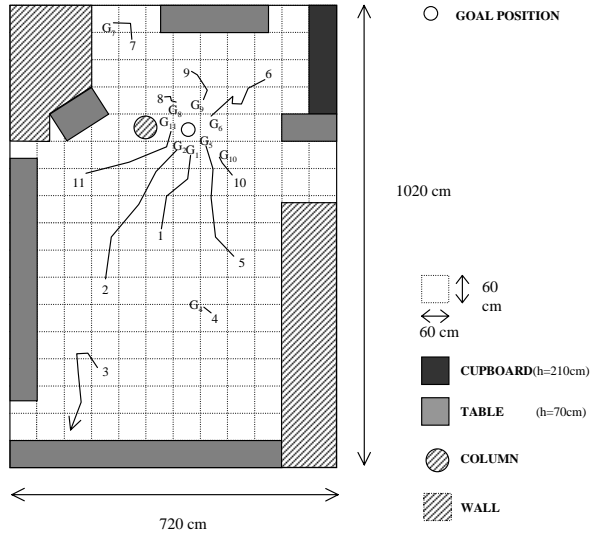 GOAL POSITION
G7
7
9
6
8
G9
G8
G6
G11
G5
G2
G1
G10
11
10
1
5
2
G4
4
3
1020 cm
60
cm
60 cm
CUPBOARD(h=210cm)
TABLE (h=70cm)
COLUMN
WALL
720 cm